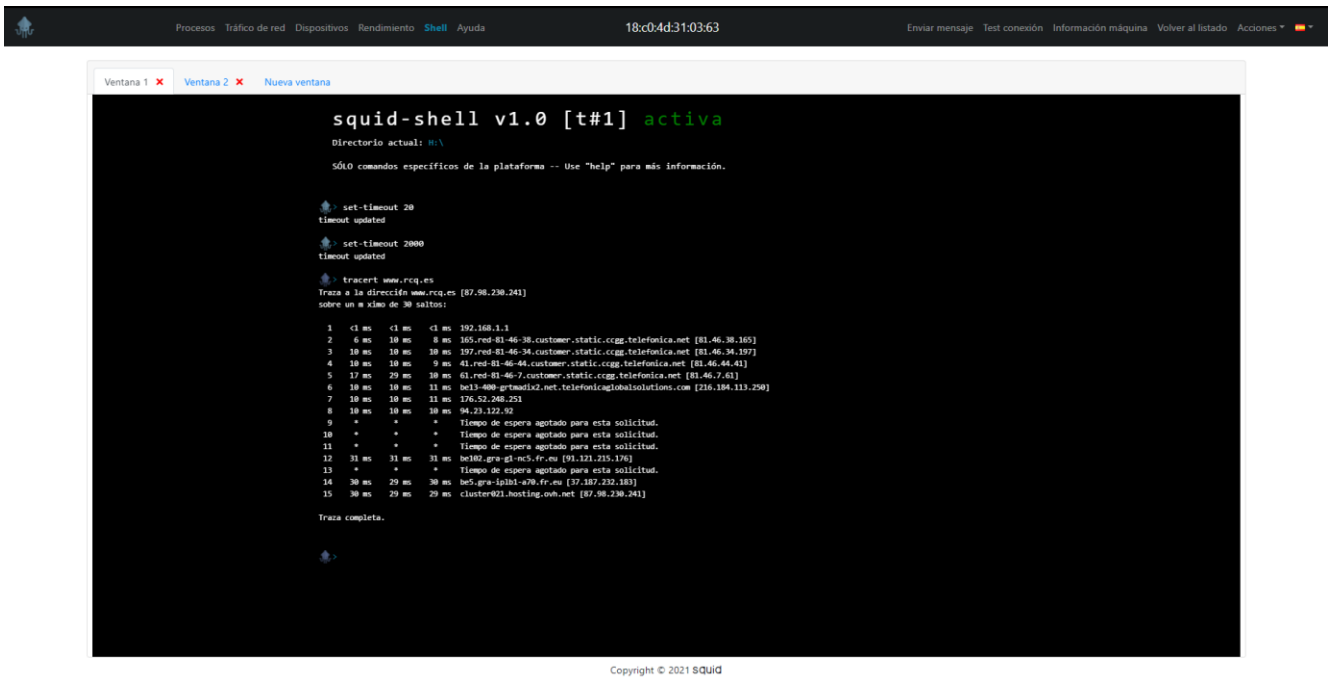 Procesos Tráfico de red Dispositivos Rendimiento Shell Ayuda 18:c0:4d:31:03:63 Enviar mensaje Test conexión Información máquina Volver al listado Acciones
Ventana 1 Ventana 2 Nueva ventana
squid-shell v1.0 [t#1] activa
Directorio actual: M:\
SÓLO comandos específicos de la plataforma -- Use "help" para más información.
> set-timeout 20
timeout updated
> set-timeout 2000
timeout updated
> tracert www.rcq.es
Traza a la direcci¢n www.rcq.es [87.98.230.241]
sobre un m ximo de 30 saltos:
1 <1 ms <1 ms <1 ms 192.168.1.1
2 6 ms 10 ms 8 ms 165.red-81-46-38.customer.static.ccgg.telefonica.net [81.46.38.165]
3 10 ms 10 ms 10 ms 197.red-81-46-34.customer.static.ccgg.telefonica.net [81.46.34.197]
4 10 ms 10 ms 9 ms 41.red-81-46-44.customer.static.ccgg.telefonica.net [81.46.44.41]
5 17 ms 29 ms 10 ms 61.red-81-46-7.customer.static.ccgg.telefonica.net [81.46.7.61]
6 10 ms 10 ms 11 ms be13-400-grtmadix2.net.telefonicaglobalsolutions.com [216.184.113.250]
7 10 ms 10 ms 11 ms 176.52.248.251
8 10 ms 10 ms 10 ms 94.23.122.92
9 * * * Tiempo de espera agotado para esta solicitud.
10 * * * Tiempo de espera agotado para esta solicitud.
11 * * * Tiempo de espera agotado para esta solicitud.
12 31 ms 31 ms 31 ms be102.gra-g1-nc5.fr.eu [91.121.215.176]
13 * * * Tiempo de espera agotado para esta solicitud.
14 30 ms 29 ms 30 ms be5.gra-iplb1-a70.fr.eu [37.187.232.183]
15 30 ms 29 ms 29 ms cluster021.hosting.ovh.net [87.98.230.241]
Traza completa.
>
Copyright © 2021 squid